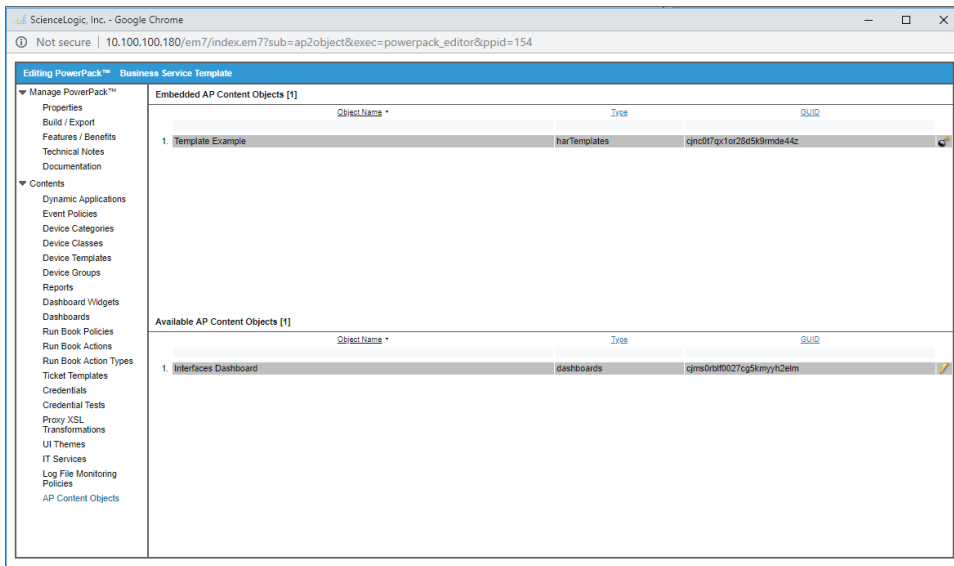 ScienceLogic, Inc. - Google Chrome
Not secure | 10.100.100.180/em7/index.em7?sub=ap2object&exec=powerpack_editor&ppid=154
Editing PowerPack™ Business Service Template
Manage PowerPack™
Properties
Build / Export
Features / Benefits
Technical Notes
Documentation
Contents
Dynamic Applications
Event Policies
Device Categories
Device Classes
Device Templates
Device Groups
Reports
Dashboard Widgets
Dashboards
Run Book Policies
Run Book Actions
Run Book Action Types
Ticket Templates
Credentials
Credential Tests
Proxy XSL
Transformations
UI Themes
IT Services
Log File Monitoring
Policies
AP Content Objects
Embedded AP Content Objects [1]
Object Name Type GUID
1. Template Example harTemplates cjnc0t7qx1or28d5k9rmde44z
Available AP Content Objects [1]
Object Name Type GUID
1. Interfaces Dashboard dashboards cjms0rblf0027cg5kmyyh2elm